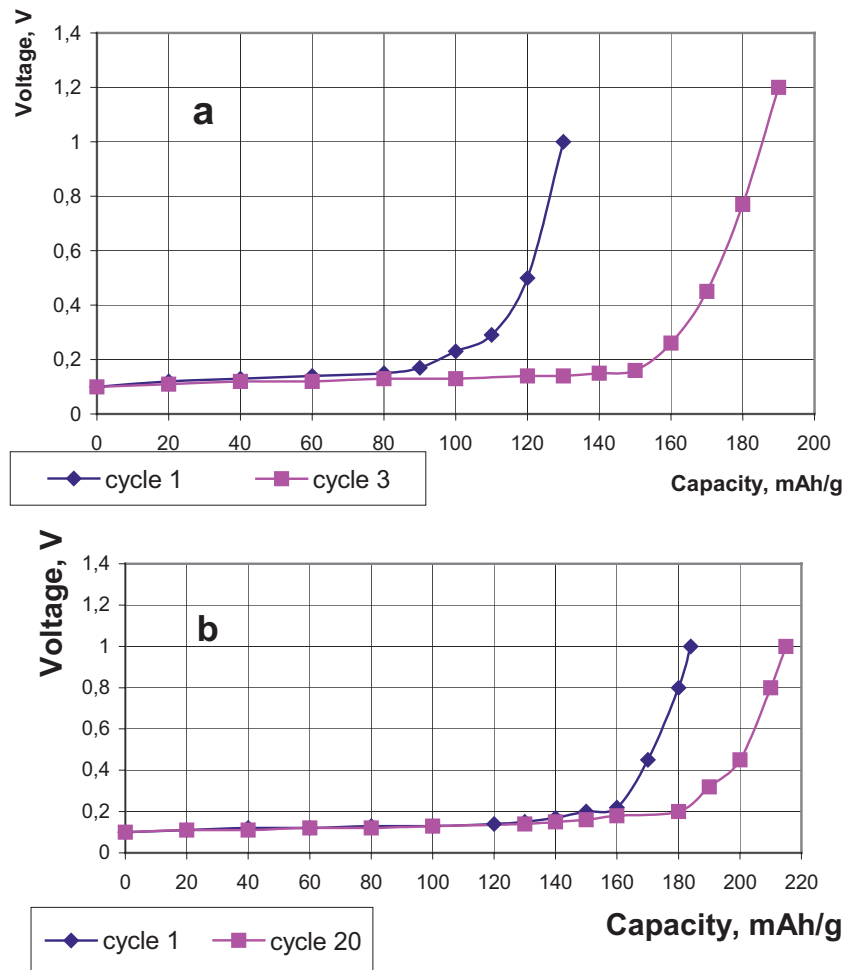 Voltage, V
1,4
1,2
1
0,8
0,6
0,4
0,2
0
a
0 20 40 60 80 100 120 140 160 180 200
cycle 1 cycle 3
Capacity, mAh/g
Voltage, V
1,4
1,2
1
0.8
0.6
0.4
0.2
0
b
0 20 40 60 80 100 120 140 160 180 200 220
cycle 1 cycle 20
Capacity, mAh/g